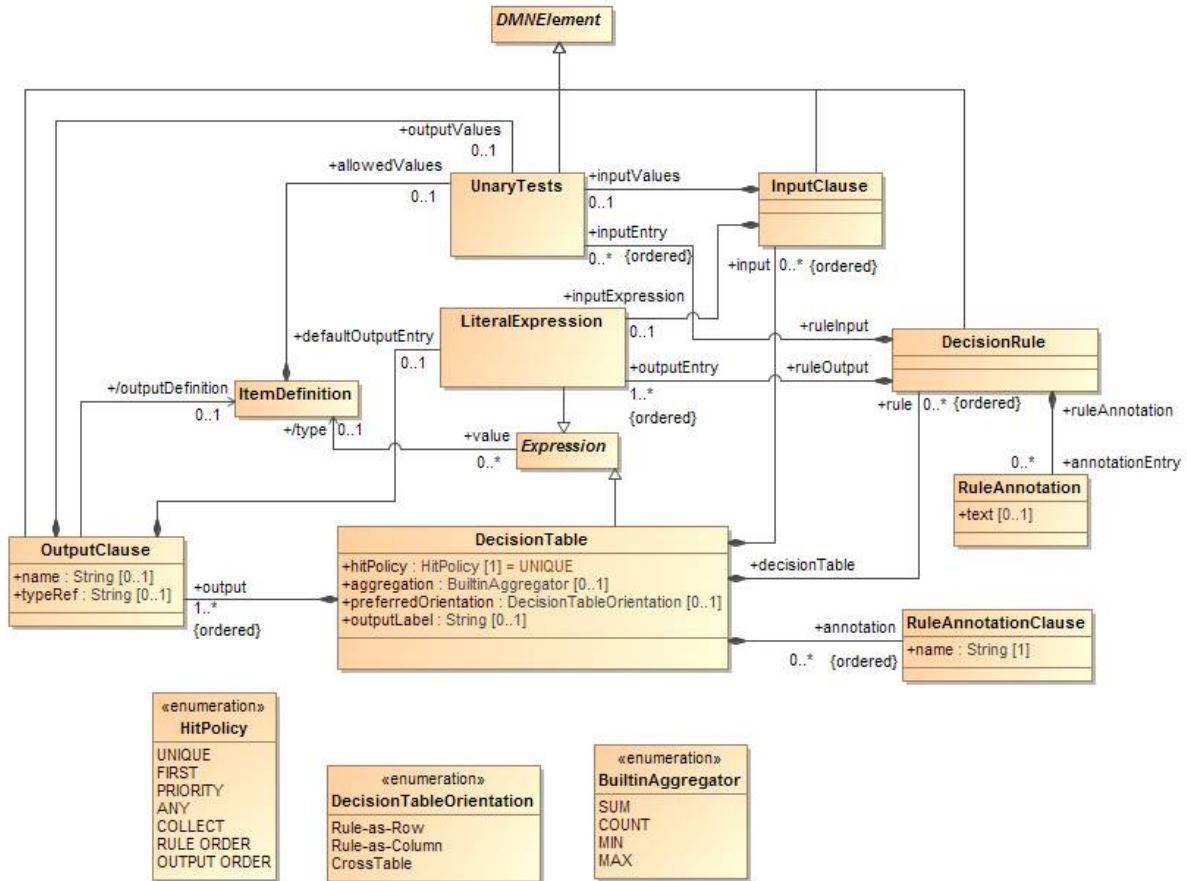 DMNElement
+outputValues
0..1
+allowedValues
0..1
UnaryTests
+inputValues
0..1
InputClause
+inputEntry
0..* {ordered}
+input 0..* {ordered}
+inputExpression
0..1
LiteralExpression
+defaultOutputEntry
0..1
+ruleInput
DecisionRule
+outputEntry
1..*
{ordered}
+ruleOutput
+/outputDefinition
0..1
ItemDefinition
+/type 0..1
+value
0..*
Expression
+rule 0..* {ordered}
+ruleAnnotation
0..*
+annotationEntry
RuleAnnotation
+text [0..1]
OutputClause
+name : String [0..1]
+typeRef : String [0..1]
+output
1..*
{ordered}
DecisionTable
+hitPolicy : HitPolicy [1] = UNIQUE
+aggregation : BuiltinAggregator [0..1]
+preferredOrientation : DecisionTableOrientation [0..1]
+outputLabel : String [0..1]
+decisionTable
+annotation
0..* {ordered}
RuleAnnotationClause
+name : String [1]
«enumeration»
HitPolicy
UNIQUE
FIRST
PRIORITY
ANY
COLLECT
RULE ORDER
OUTPUT ORDER
«enumeration»
DecisionTableOrientation
Rule-as-Row
Rule-as-Column
CrossTable
«enumeration»
BuiltinAggregator
SUM
COUNT
MIN
MAX